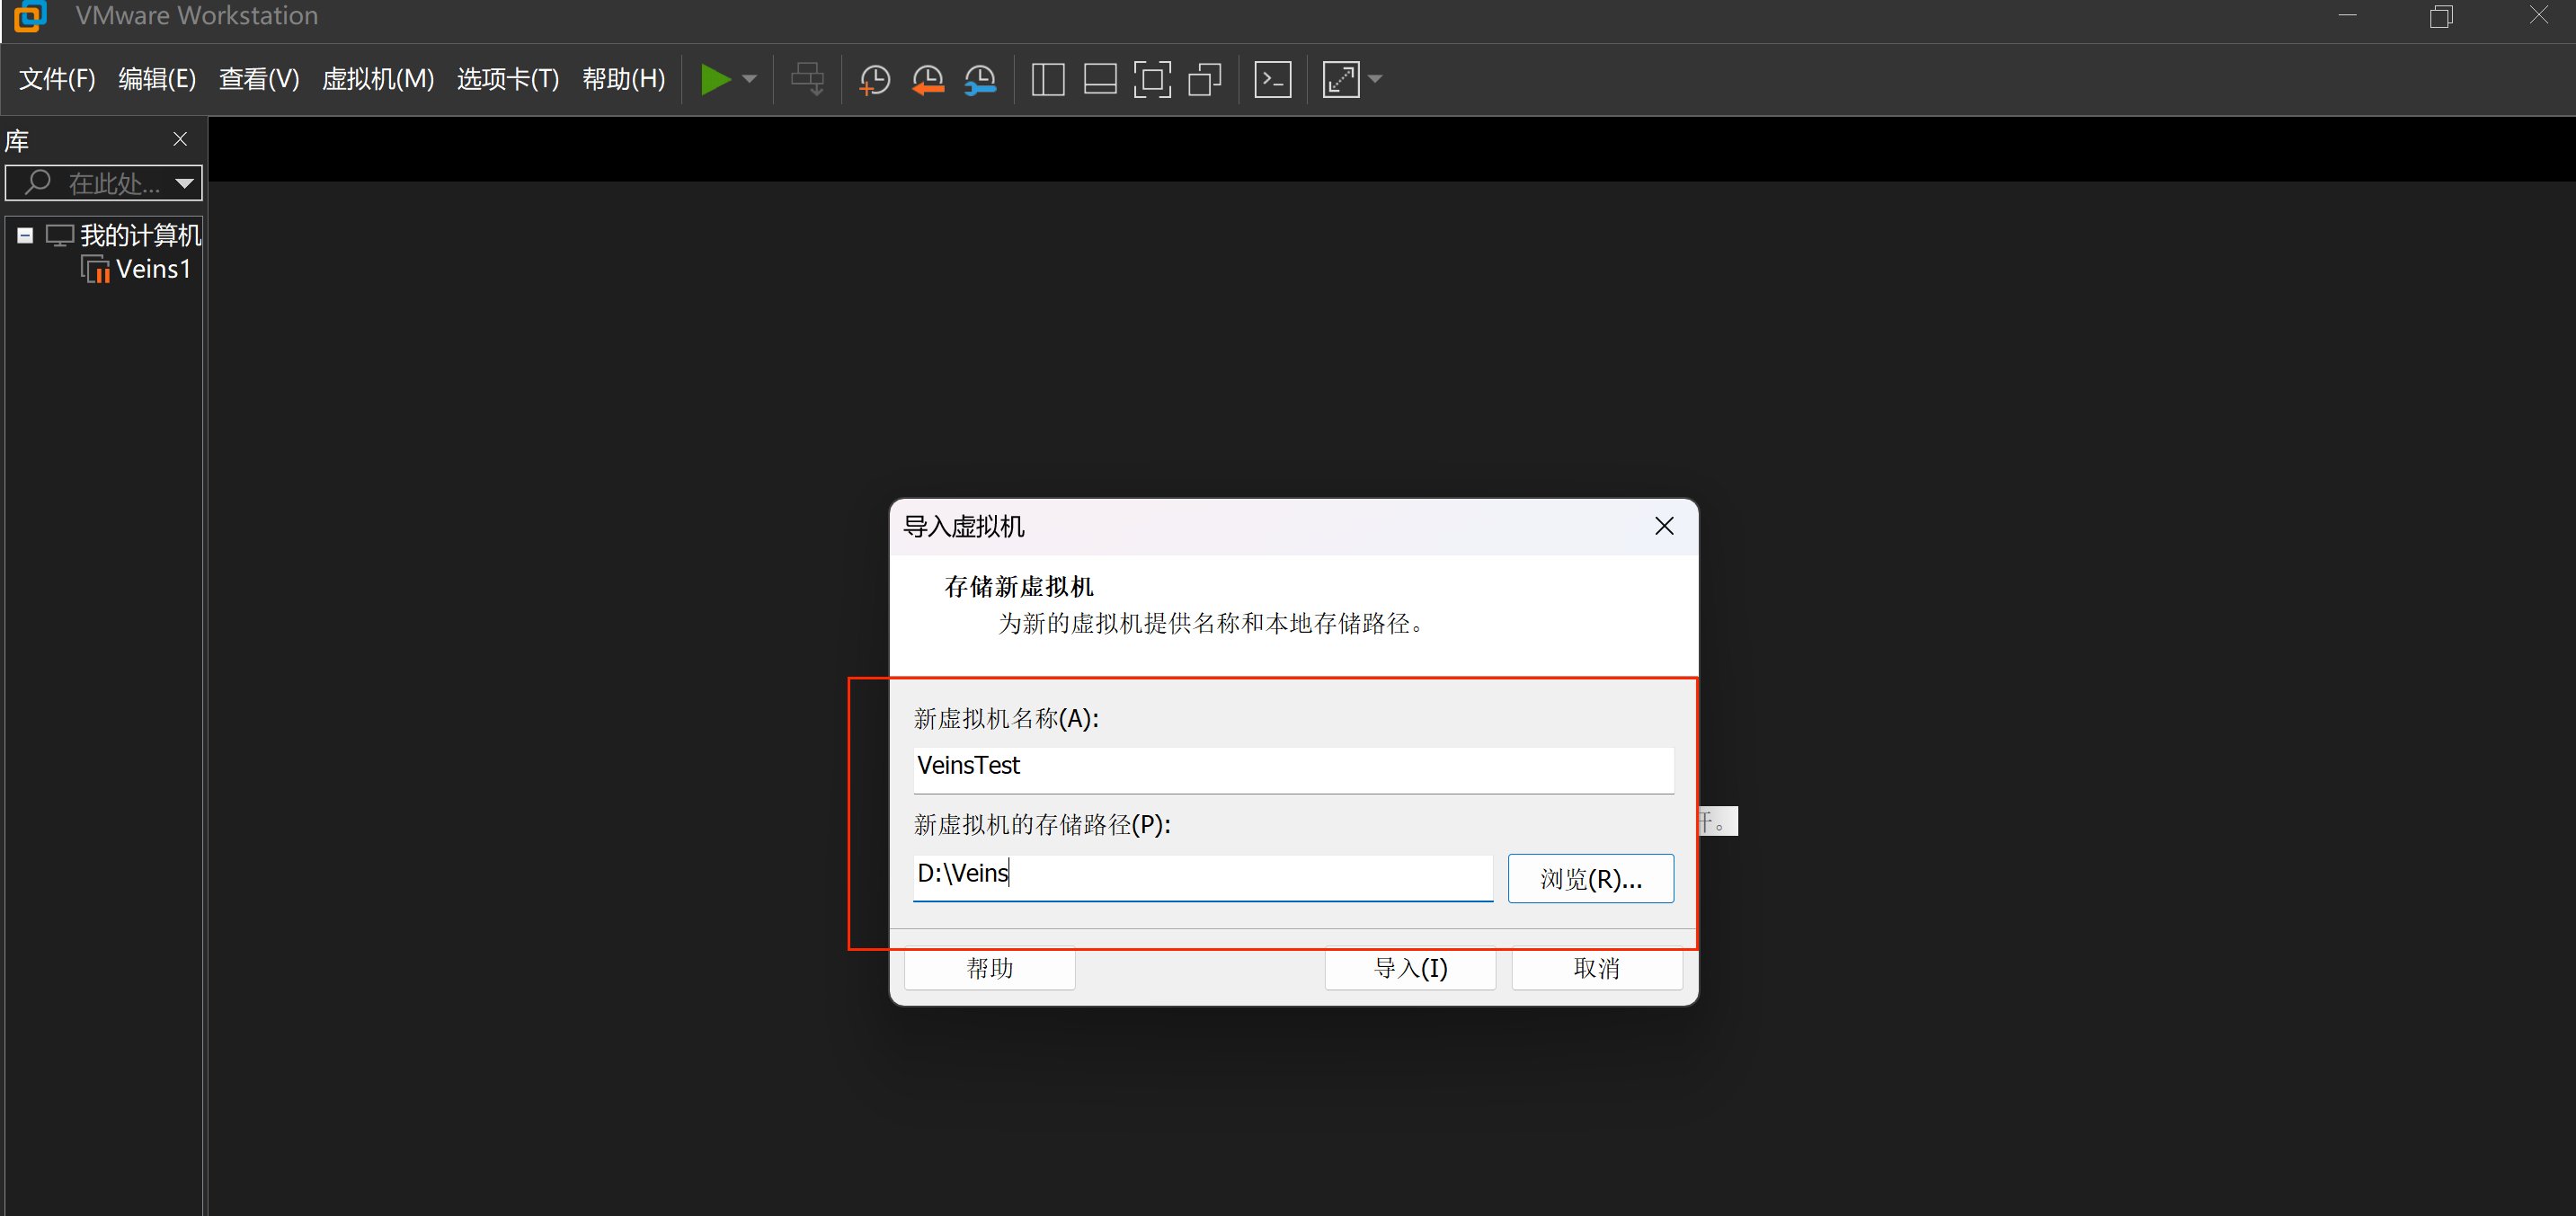 VMware Workstation
文件(F) 编辑(E) 查看(V) 虚拟机(M) 选项卡(T) 帮助(H)
库
在此处...
我的计算机
Veins1
导入虚拟机
存储新虚拟机
为新的虚拟机提供名称和本地存储路径。
新虚拟机名称(A):
VeinsTest
新虚拟机的存储路径(P):
D:\Veins
浏览(R)...
帮助 导入(I) 取消